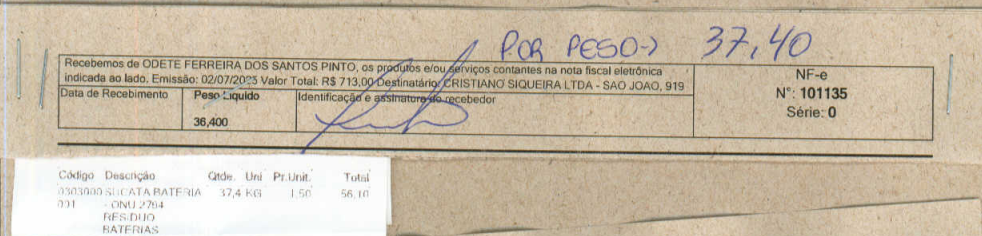 POR PESO→ 37,40
Recebemos de ODETE FERREIRA DOS SANTOS PINTO, os produtos e/ou serviços contantes na nota fiscal eletrônica
indicada ao lado. Emissão: 02/07/2025 Valor Total: R$ 713,00 Destinatário: CRISTIANO SIQUEIRA LTDA - SAO JOAO, 919
NF-e
N°: 101135
Série: 0
Data de Recebimento
Peso Liquido
36,400
Identificação e assinatura do recebedor
Código Descrição Qtde. Uni Pr.Unit. Total
0303000 SUCATA BATERIA 37,4 KG 1,50 56,10
001 - ONU 2794
RESIDUO
BATERIAS